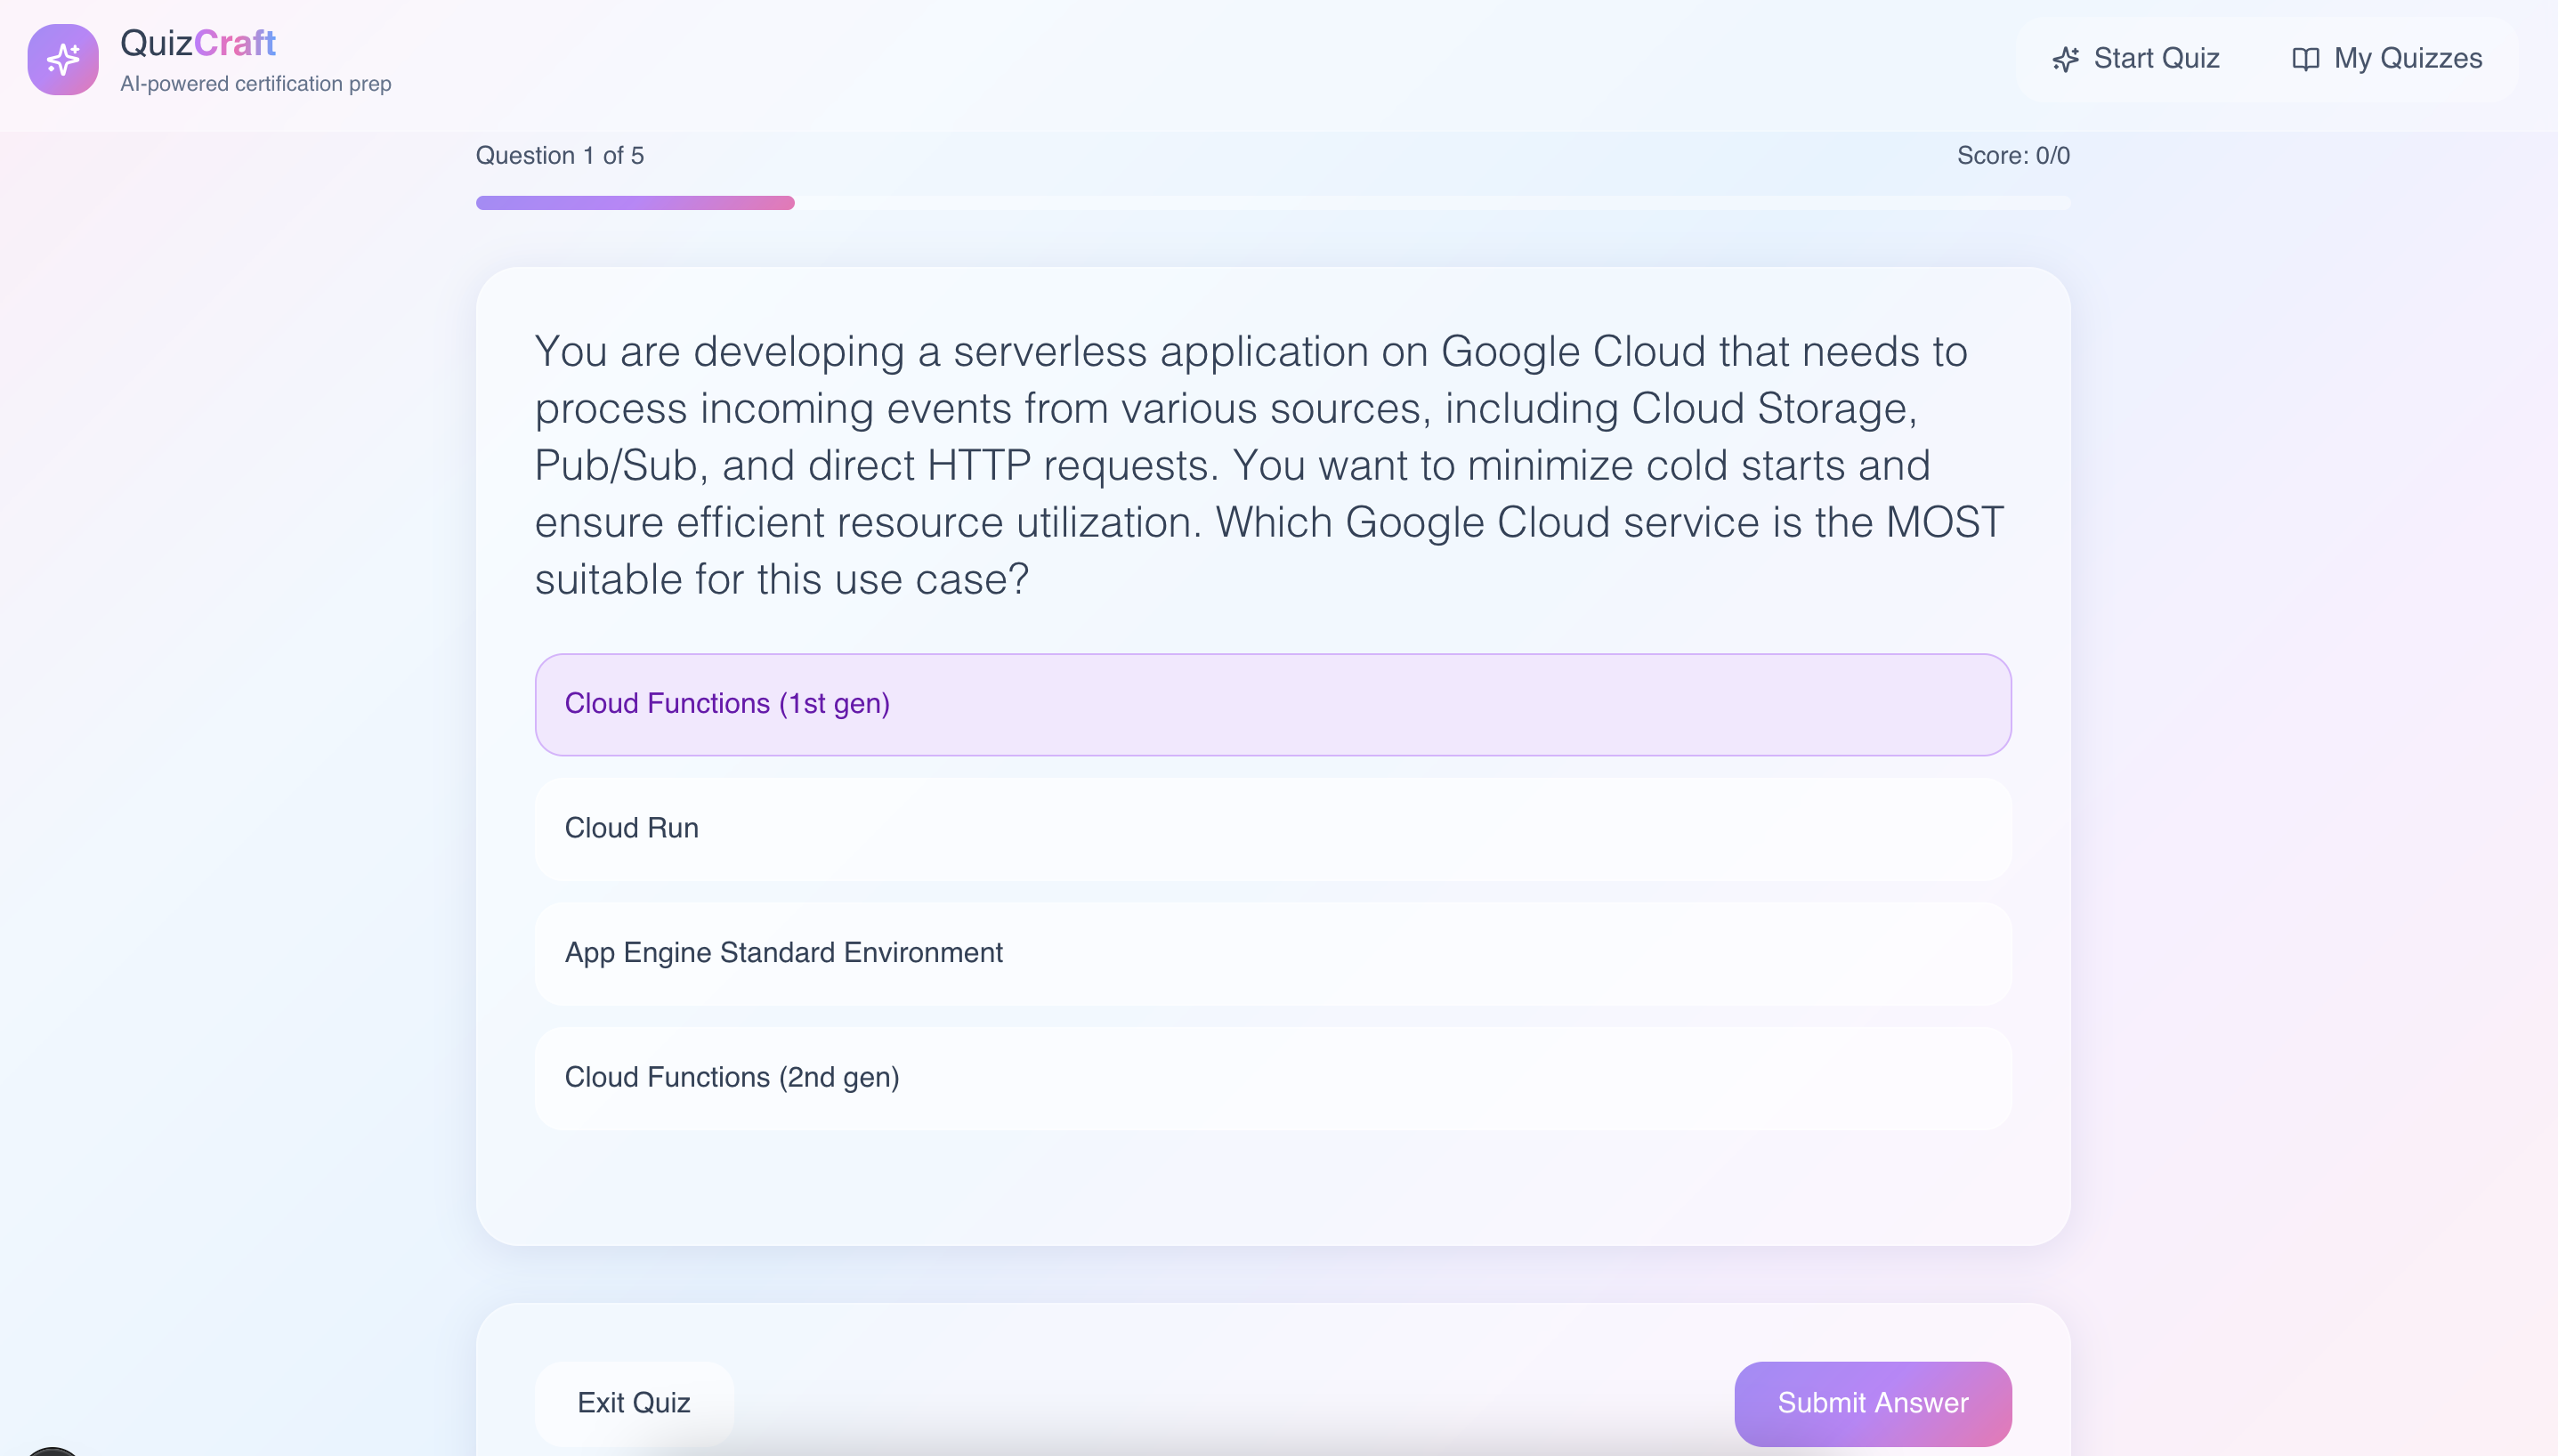 QuizCraft
AI-powered certification prep
Start Quiz
My Quizzes
Question 1 of 5
Score: 0/0
You are developing a serverless application on Google Cloud that needs to
process incoming events from various sources, including Cloud Storage,
Pub/Sub, and direct HTTP requests. You want to minimize cold starts and
ensure efficient resource utilization. Which Google Cloud service is the MOST
suitable for this use case?
Cloud Functions (1st gen)
Cloud Run
App Engine Standard Environment
Cloud Functions (2nd gen)
Exit Quiz
Submit Answer